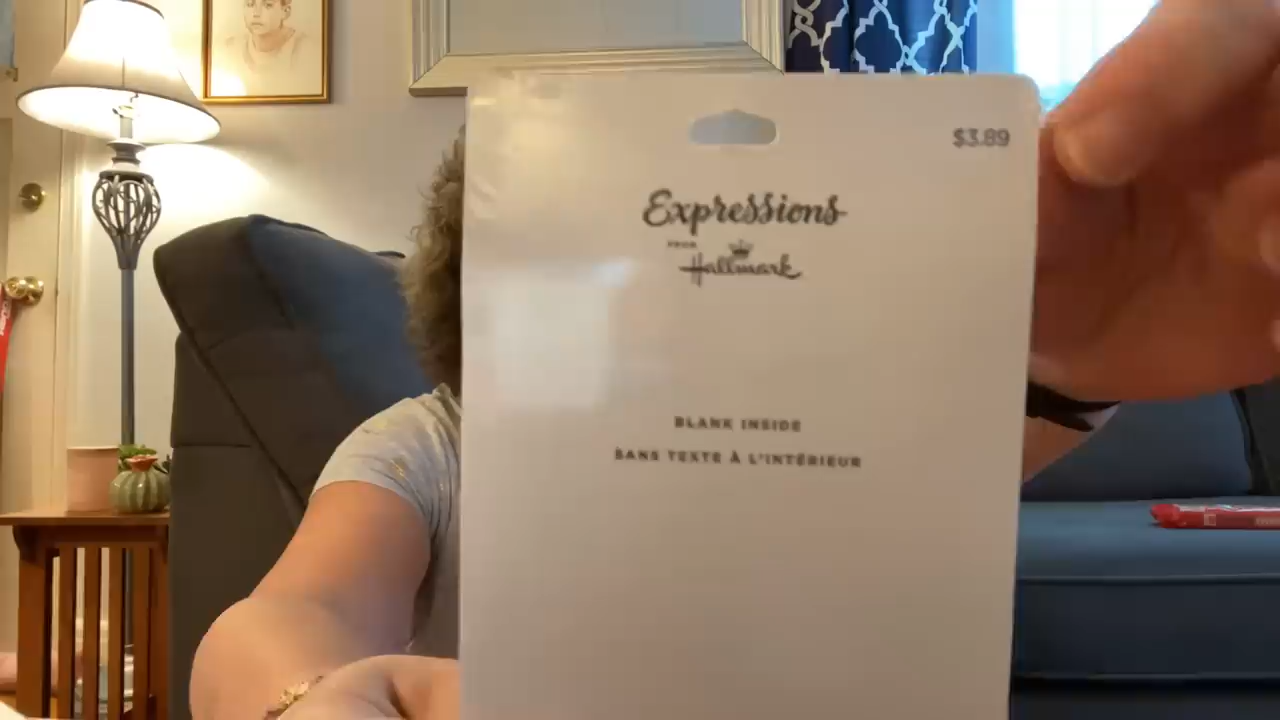 $3.89
Expressions
FROM
Hallmark
BLANK INSIDE
SANS TEXTE À L'INTÉRIEUR